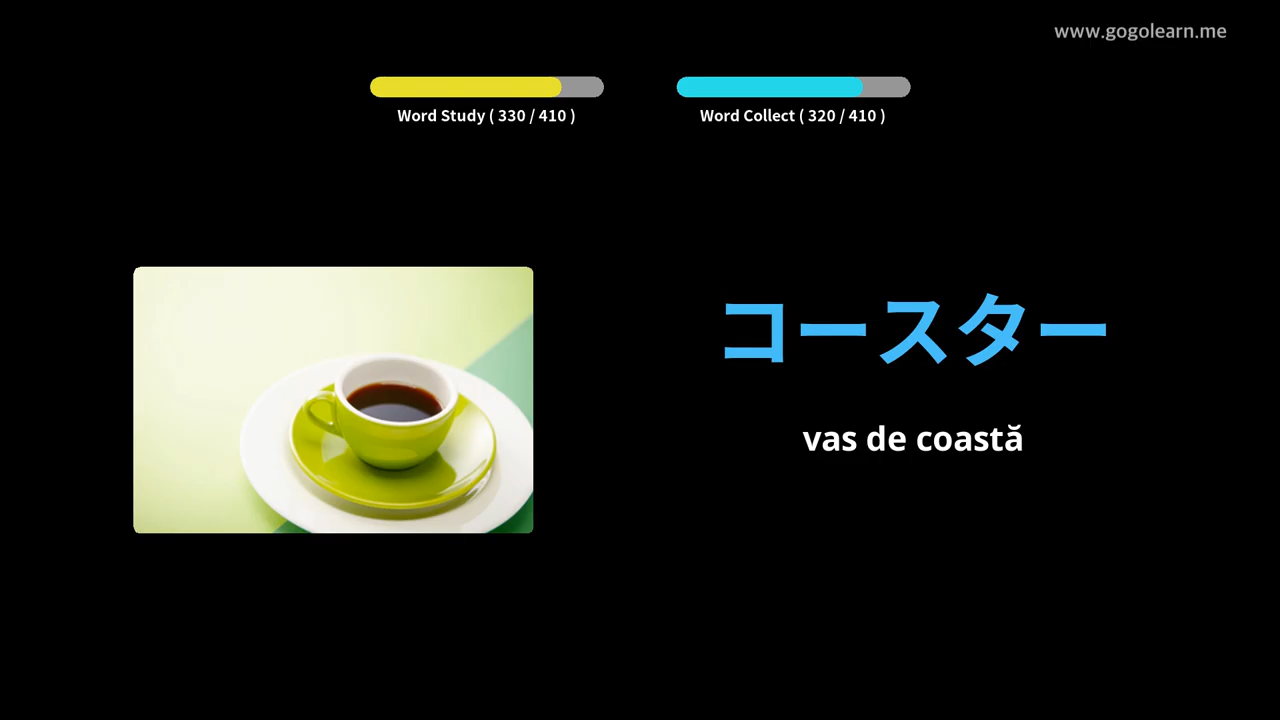 www.gogolearn.me
Word Study ( 330 / 410 )
Word Collect ( 320 / 410 )
コースター
vas de coastă